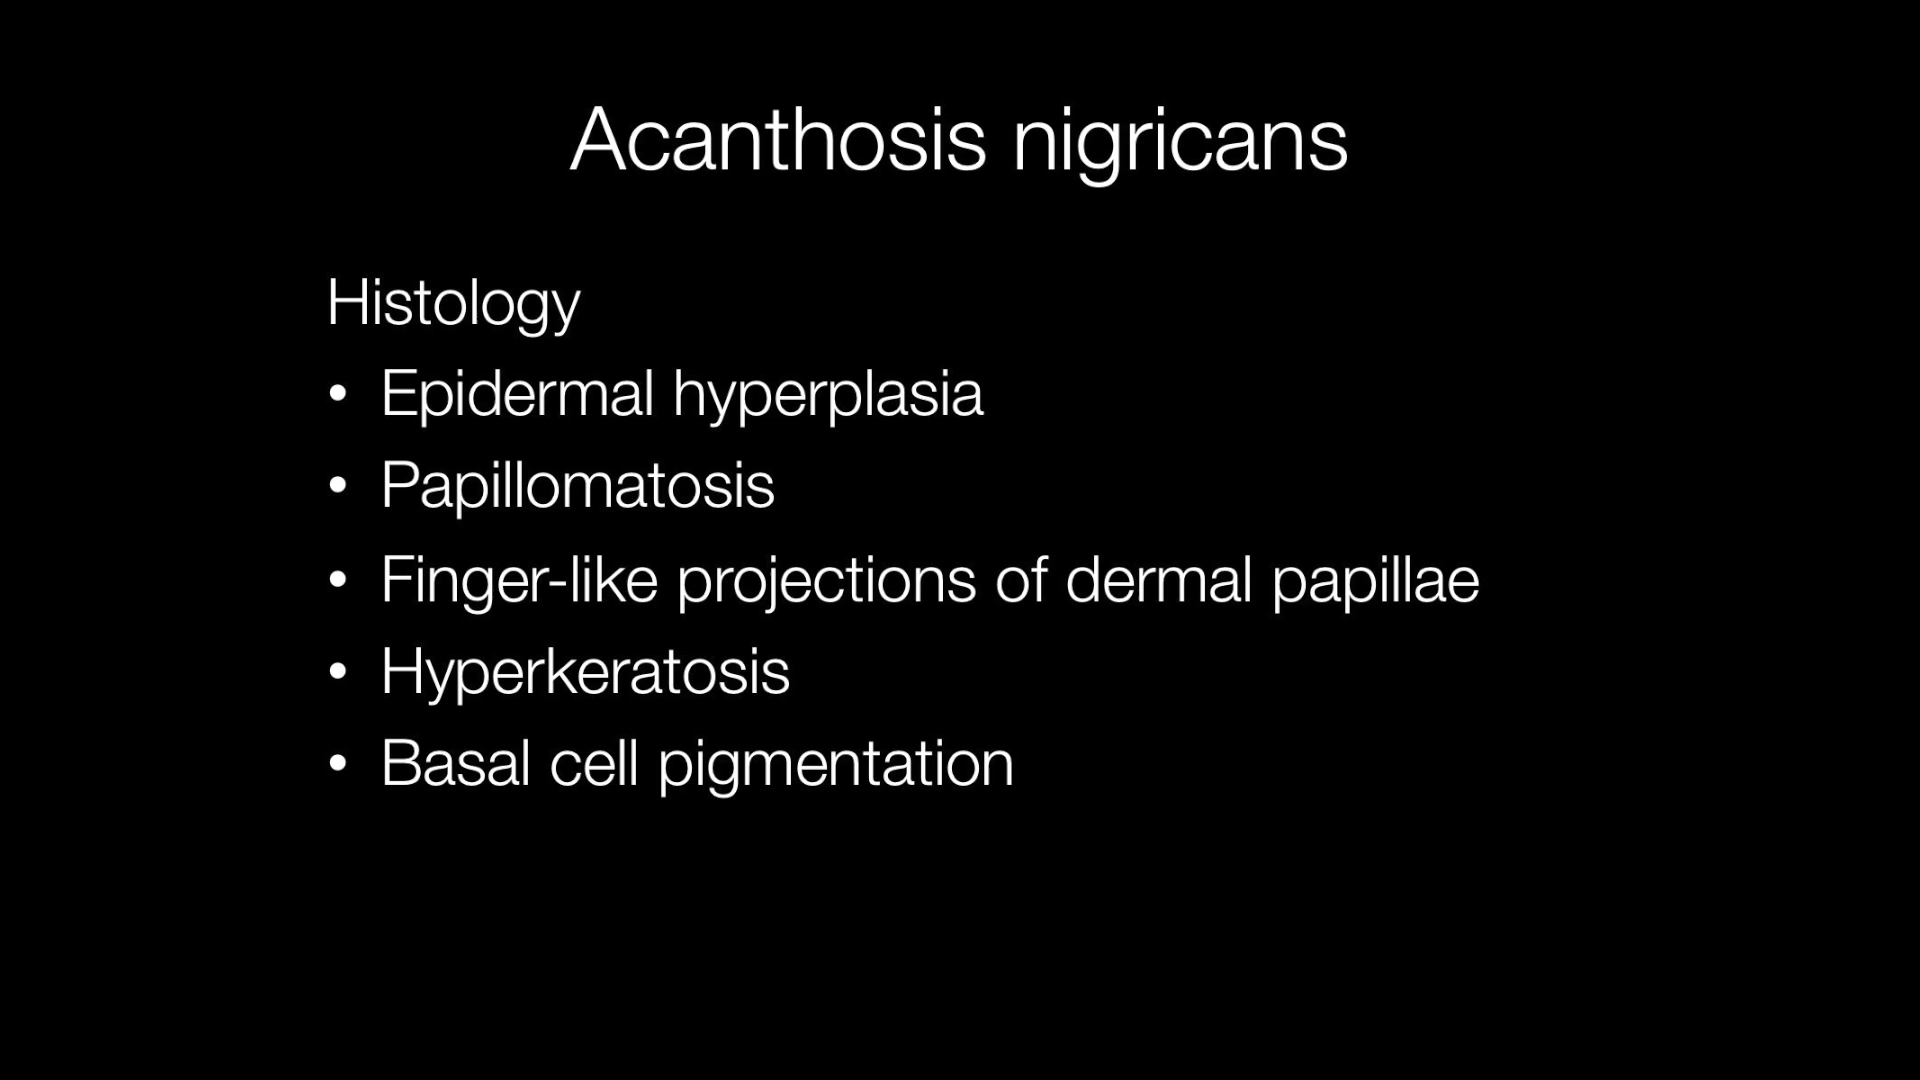 Acanthosis nigricans
Histology
• Epidermal hyperplasia
• Papillomatosis
• Finger-like projections of dermal papillae
• Hyperkeratosis
• Basal cell pigmentation